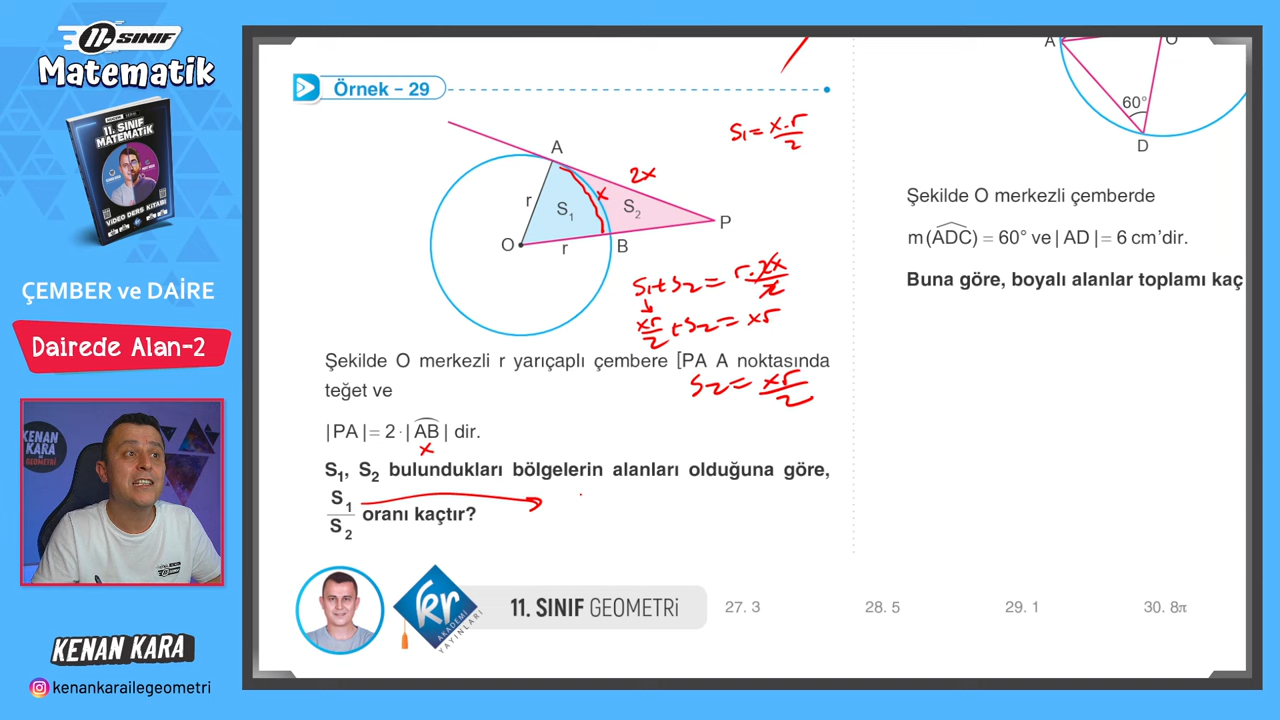 11. SINIF
Matematik
11. SINIF
MATEMATİK
VIDEO DERS KİTABI
ÇEMBER ve DAİRE
Dairede Alan-2
KENAN
KARA
GEOMETRI
KENAN KARA
kenankarailegeometri
Örnek – 29
S₁ = x·r/2
A
2x
r
S₁
x
S₂
P
O
r
B
S₁+S₂ = r·2x/2
xr/2 + S₂ = xr
Şekilde O merkezli r yarıçaplı çembere [PA A noktasında
S₂ = xr/2
teğet ve
|PA|= 2·|AB| dir.
x
S₁, S₂ bulundukları bölgelerin alanları olduğuna göre,
S₁/S₂ oranı kaçtır?
A
O
60°
D
Şekilde O merkezli çemberde
m(ADC) = 60° ve |AD|= 6 cm'dir.
Buna göre, boyalı alanlar toplamı kaç
kr
AKADEMİ
YAYINLARI
11. SINIF GEOMETRİ
27. 3
28. 5
29. 1
30. 8π